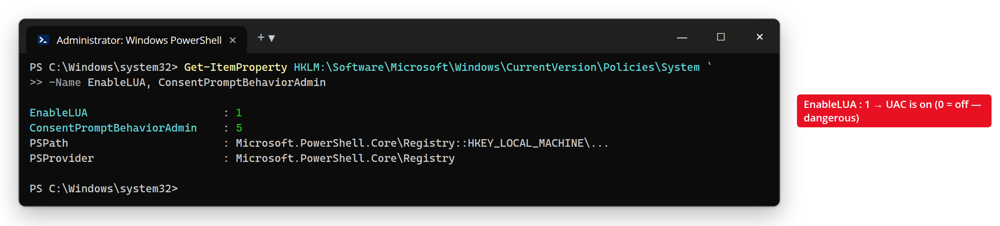 Administrator: Windows PowerShell
PS C:\Windows\system32> Get-ItemProperty HKLM:\Software\Microsoft\Windows\CurrentVersion\Policies\System `
>> -Name EnableLUA, ConsentPromptBehaviorAdmin
EnableLUA : 1
ConsentPromptBehaviorAdmin : 5
PSPath : Microsoft.PowerShell.Core\Registry::HKEY_LOCAL_MACHINE\...
PSProvider : Microsoft.PowerShell.Core\Registry
PS C:\Windows\system32>
EnableLUA : 1 → UAC is on (0 = off —
dangerous)